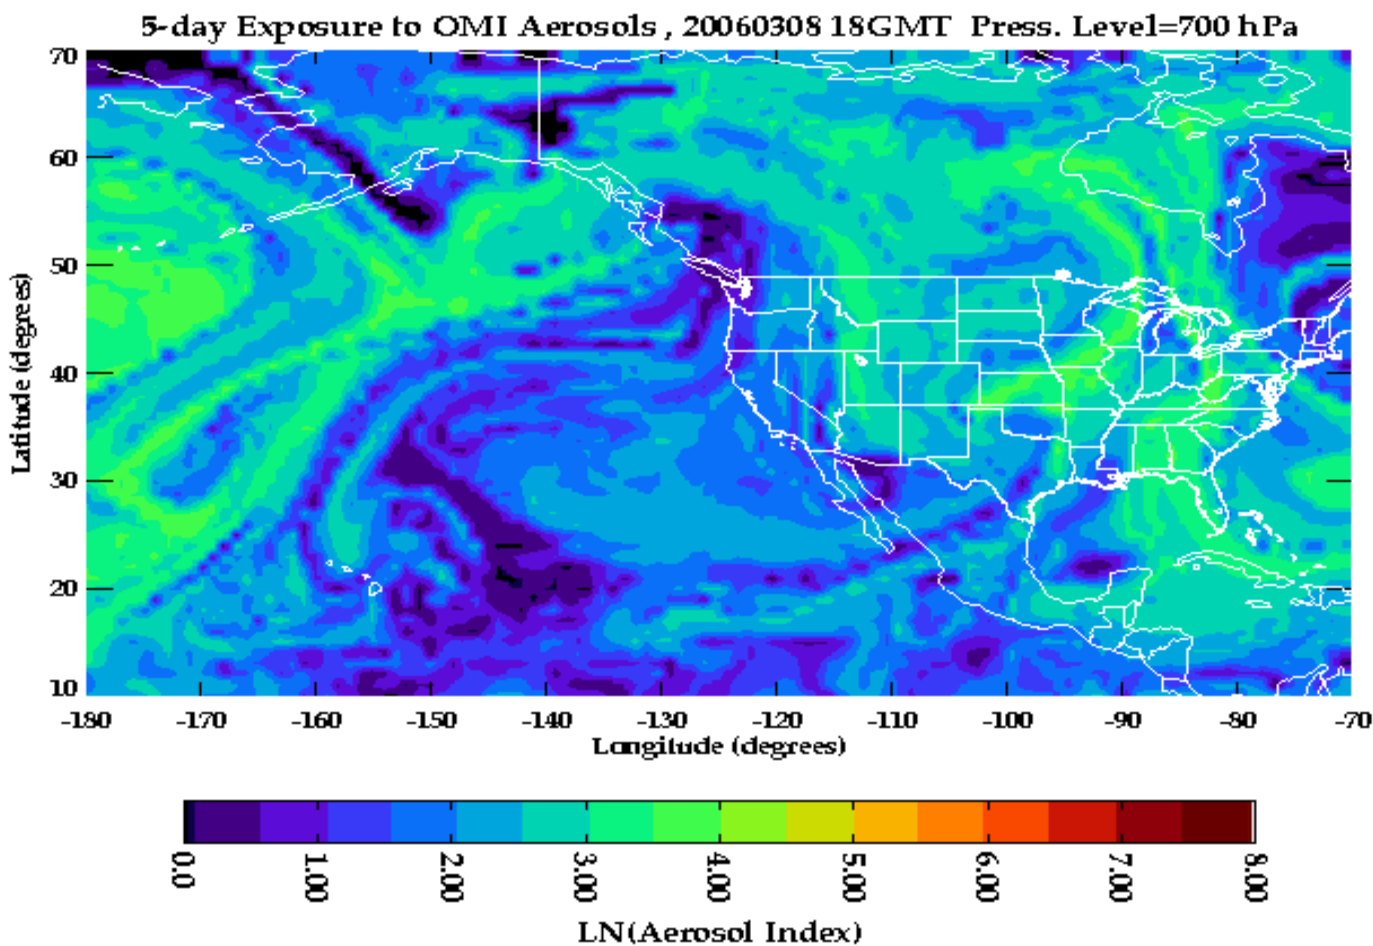 5-day Exposure to OMI Aerosols , 20060308 18GMT Press. Level=700 hPa
70
60
50
40
30
20
10
Latitude (degrees)
-180 -170 -160 -150 -140 -130 -120 -110 -100 -90 -80 -70
Longitude (degrees)
0.0 1.00 2.00 3.00 4.00 5.00 6.00 7.00 8.00
LN(Aerosol Index)